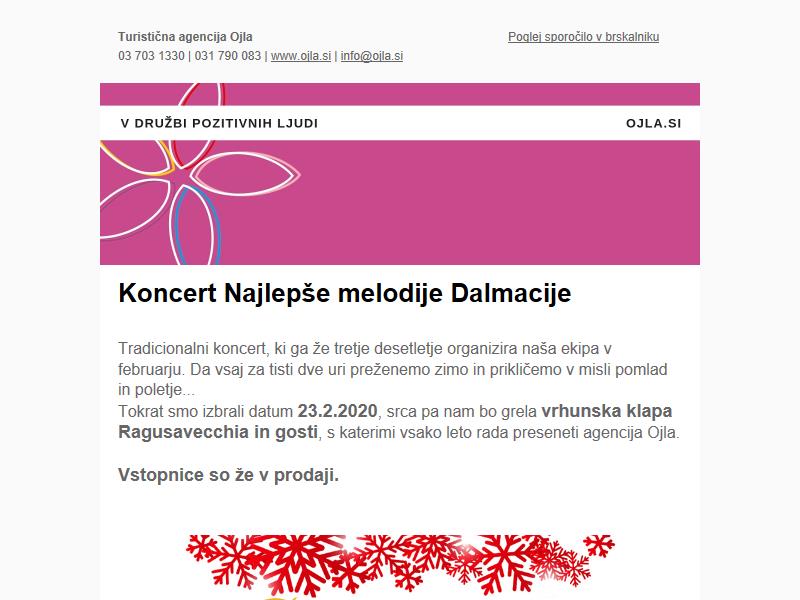 Turistična agencija Ojla
Poglej sporočilo v brskalniku
03 703 1330 | 031 790 083 | www.ojla.si | info@ojla.si
V DRUŽBI POZITIVNIH LJUDI
OJLA.SI
Koncert Najlepše melodije Dalmacije
Tradicionalni koncert, ki ga že tretje desetletje organizira naša ekipa v
februarju. Da vsaj za tisti dve uri preženemo zimo in prikličemo v misli pomlad
in poletje...
Tokrat smo izbrali datum 23.2.2020, srca pa nam bo grela vrhunska klapa
Ragusavecchia in gosti, s katerimi vsako leto rada preseneti agencija Ojla.
Vstopnice so že v prodaji.